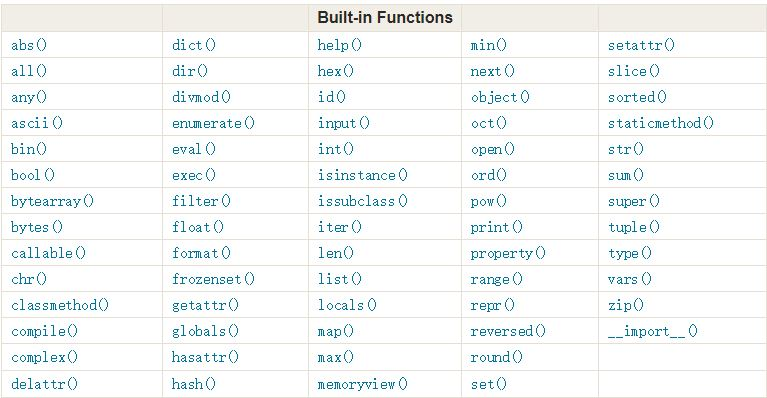 Built-in Functions
abs() dict() help() min() setattr()
all() dir() hex() next() slice()
any() divmod() id() object() sorted()
ascii() enumerate() input() oct() staticmethod()
bin() eval() int() open() str()
bool() exec() isinstance() ord() sum()
bytearray() filter() issubclass() pow() super()
bytes() float() iter() print() tuple()
callable() format() len() property() type()
chr() frozenset() list() range() vars()
classmethod() getattr() locals() repr() zip()
compile() globals() map() reversed() __import__()
complex() hasattr() max() round()
delattr() hash() memoryview() set()